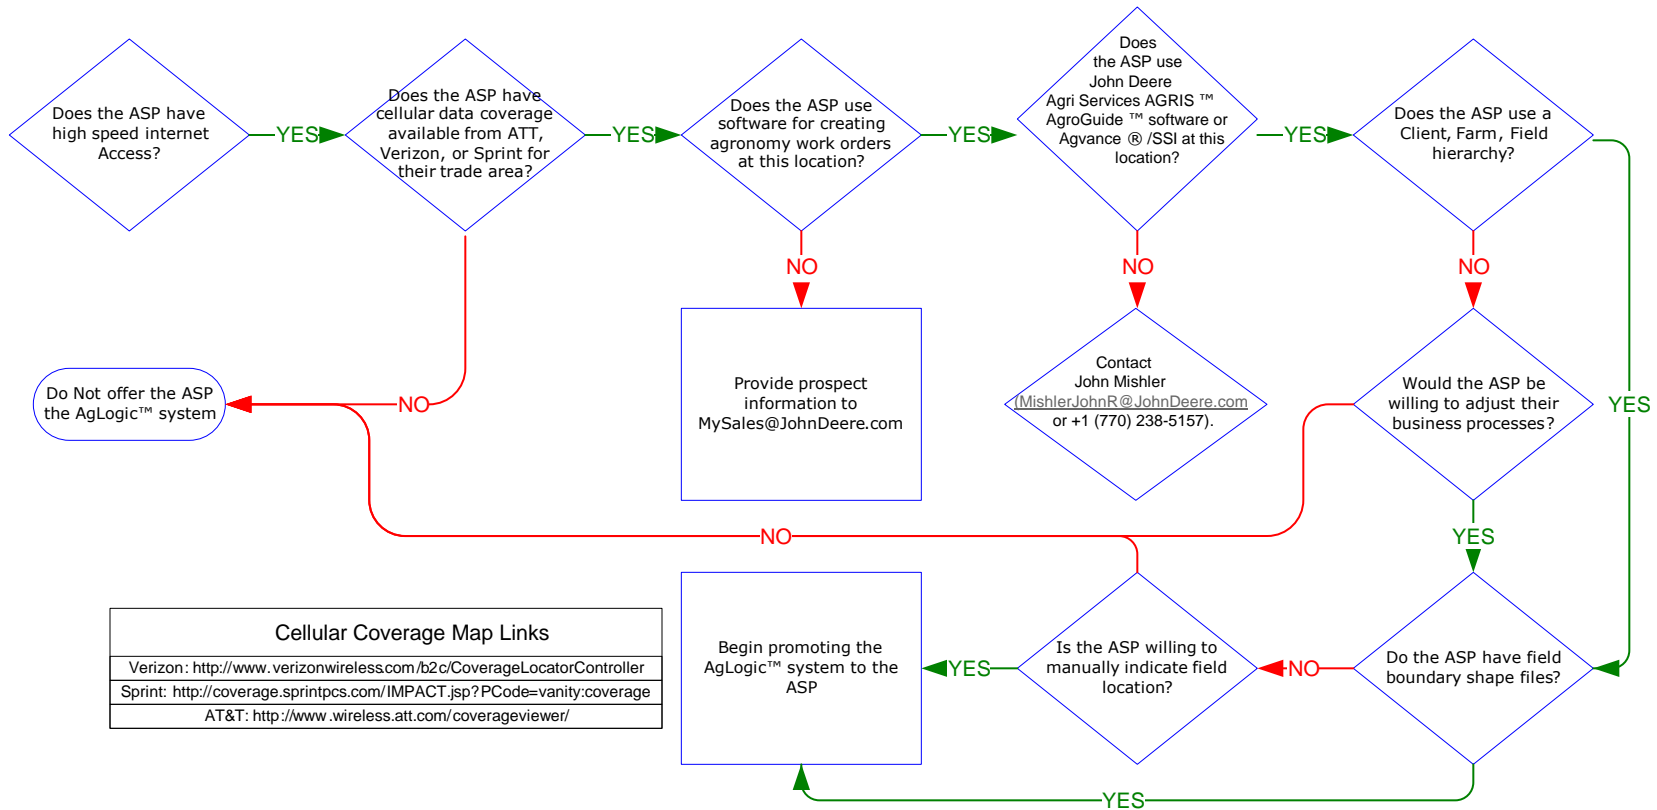 Does the ASP have
high speed internet
Access?
YES
Does the ASP have
cellular data coverage
available from ATT,
Verizon, or Sprint for
their trade area?
YES
Does the ASP use
software for creating
agronomy work orders
at this location?
YES
Does
the ASP use
John Deere
Agri Services AGRIS ™
AgroGuide ™ software or
Agvance ® /SSI at this
location?
YES
Does the ASP use a
Client, Farm, Field
hierarchy?
NO
NO
NO
Do Not offer the ASP
the AgLogic™ system
NO
Provide prospect
information to
MySales@JohnDeere.com
Contact
John Mishler
(MishlerJohnR@JohnDeere.com
or +1 (770) 238-5157).
Would the ASP be
willing to adjust their
business processes?
YES
NO
YES
Cellular Coverage Map Links
Verizon: http://www.verizonwireless.com/b2c/CoverageLocatorController
Sprint: http://coverage.sprintpcs.com/IMPACT.jsp?PCode=vanity:coverage
AT&T: http://www.wireless.att.com/coverageviewer/
Begin promoting the
AgLogic™ system to the
ASP
YES
Is the ASP willing to
manually indicate field
location?
NO
Do the ASP have field
boundary shape files?
YES